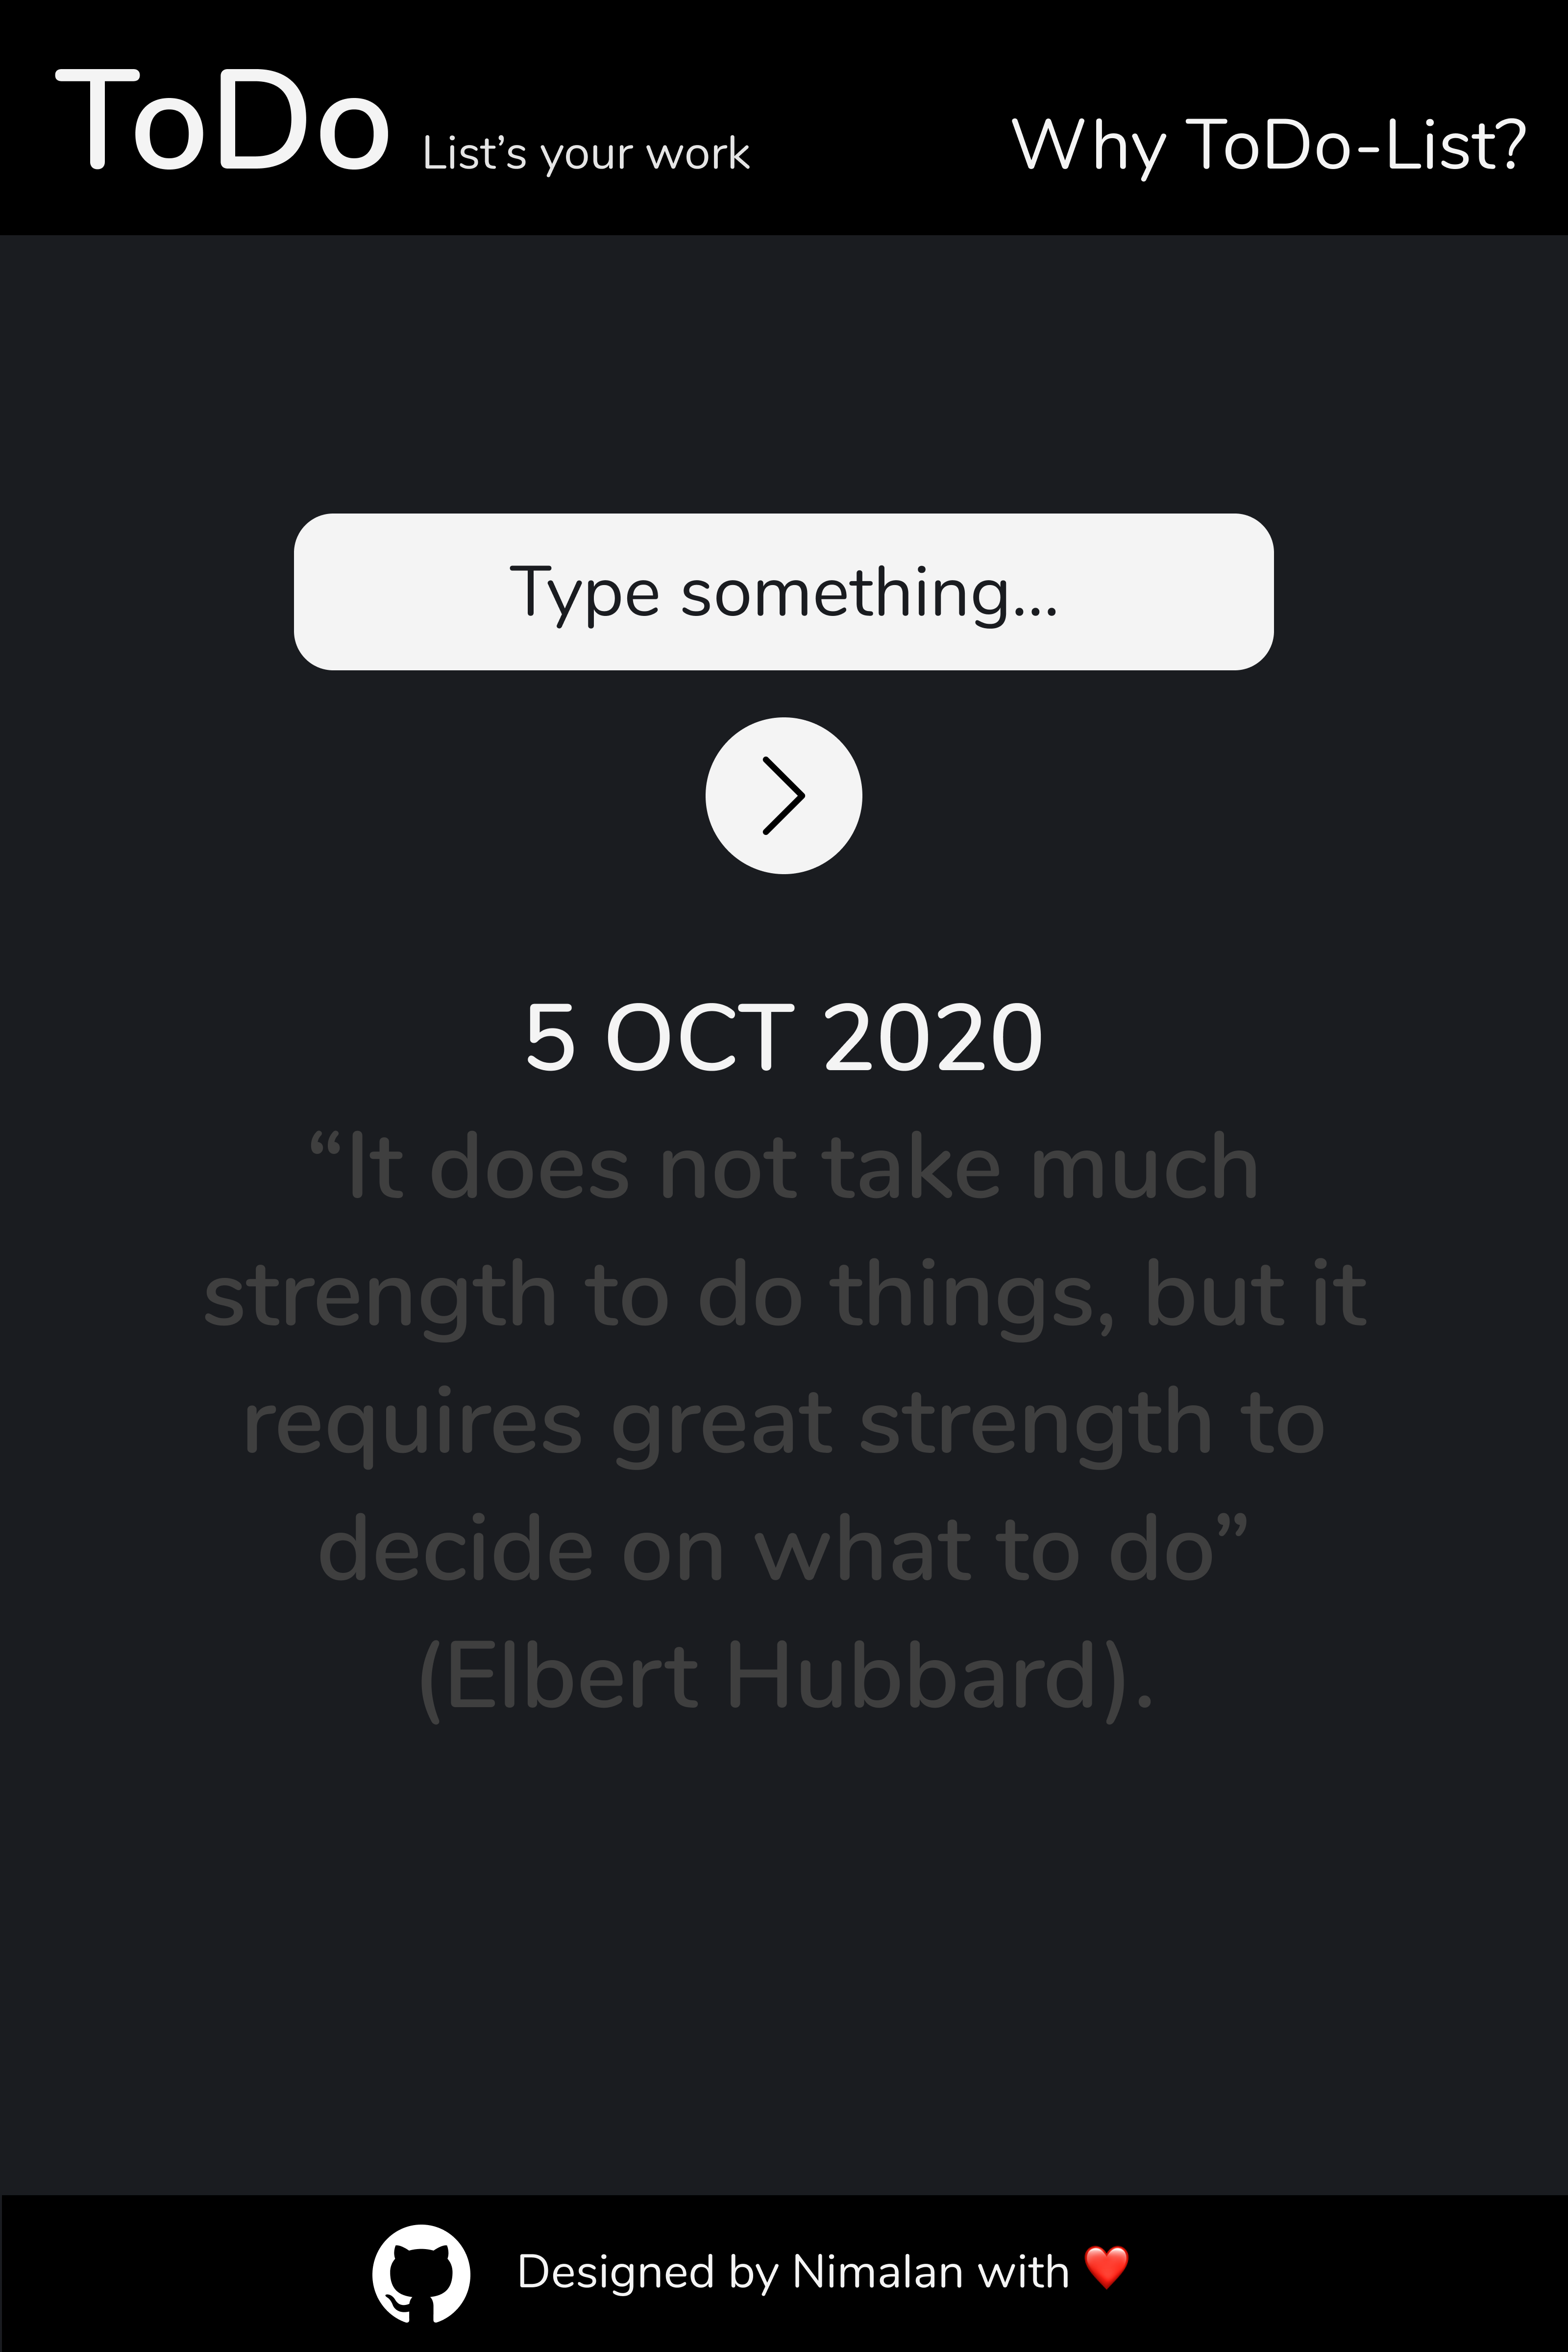 ToDo List’s your work
Why ToDo-List?
Type something...
5 OCT 2020
“It does not take much
strength to do things, but it
requires great strength to
decide on what to do”
(Elbert Hubbard).
Designed by Nimalan with ❤️